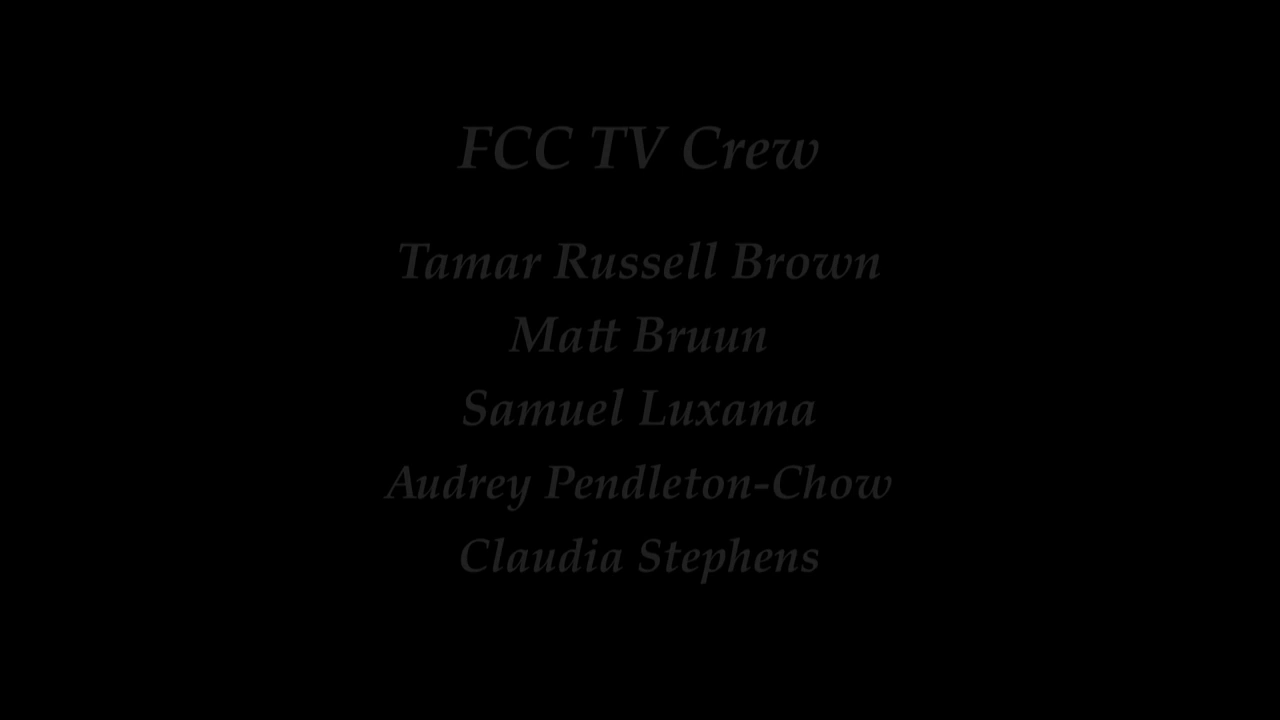 FCC TV Crew
Tamar Russell Brown
Matt Bruun
Samuel Luxama
Audrey Pendleton-Chow
Claudia Stephens